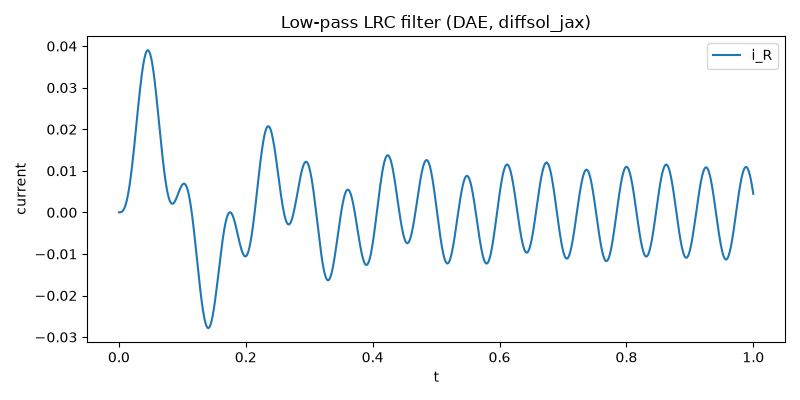 Low-pass LRC filter (DAE, diffsol_jax)
i_R
0.04
0.03
0.02
0.01
0.00
−0.01
−0.02
−0.03
current
0.0 0.2 0.4 0.6 0.8 1.0
t